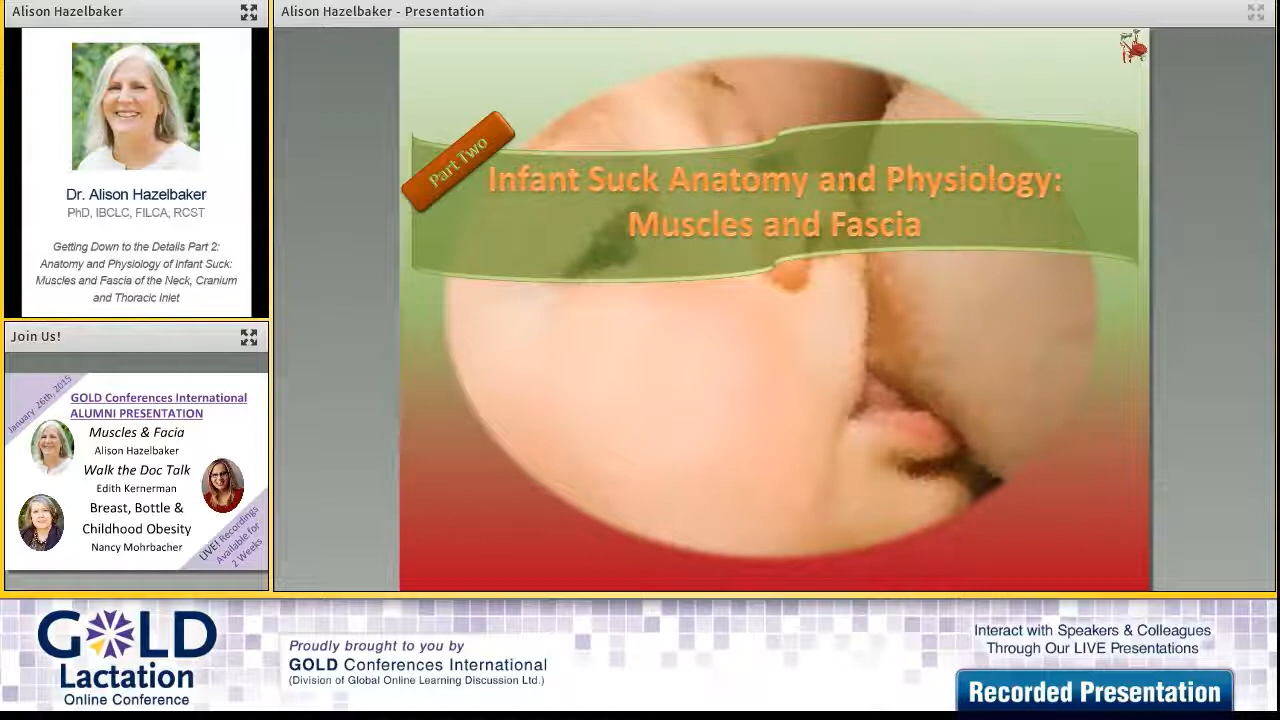 Alison Hazelbaker
Dr. Alison Hazelbaker
PhD, IBCLC, FILCA, RCST
Getting Down to the Details Part 2:
Anatomy and Physiology of Infant Suck:
Muscles and Fascia of the Neck, Cranium
and Thoracic Inlet
Join Us!
January 26th, 2015
GOLD Conferences International
ALUMNI PRESENTATION
Muscles & Facia
Alison Hazelbaker
Walk the Doc Talk
Edith Kernerman
Breast, Bottle &
Childhood Obesity
Nancy Mohrbacher
LIVE! Recordings
Available for
2 Weeks
Alison Hazelbaker - Presentation
Part Two
Infant Suck Anatomy and Physiology:
Muscles and Fascia
GOLD
Lactation
Online Conference
Proudly brought to you by
GOLD Conferences International
(Division of Global Online Learning Discussion Ltd.)
Interact with Speakers & Colleagues
Through Our LIVE Presentations
Recorded Presentation